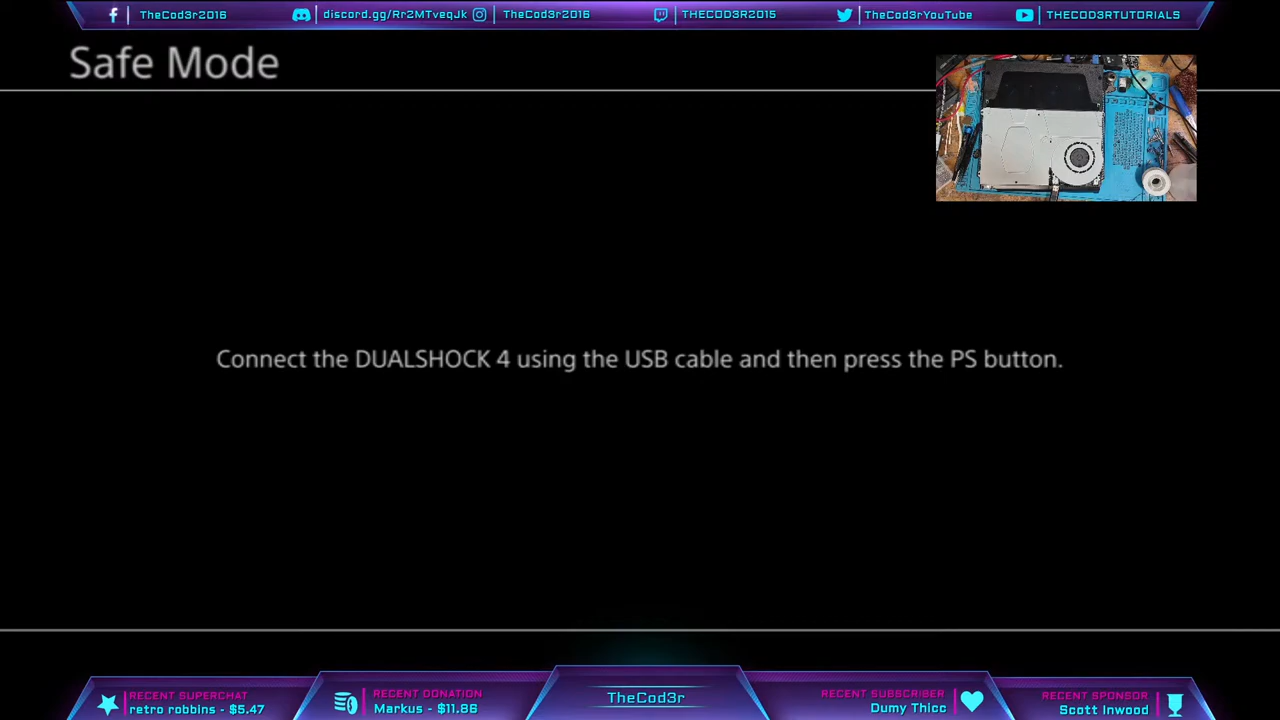 TheCod3r2016
discord.gg/Rr2MTveqJk
TheCod3r2016
THECOD3R2015
TheCod3rYouTube
THECOD3RTUTORIALS
Safe Mode
Connect the DUALSHOCK 4 using the USB cable and then press the PS button.
RECENT SUPERCHAT
retro robbins - $5.47
RECENT DONATION
Markus - $11.86
TheCod3r
RECENT SUBSCRIBER
Dumy Thicc
RECENT SPONSOR
Scott Inwood